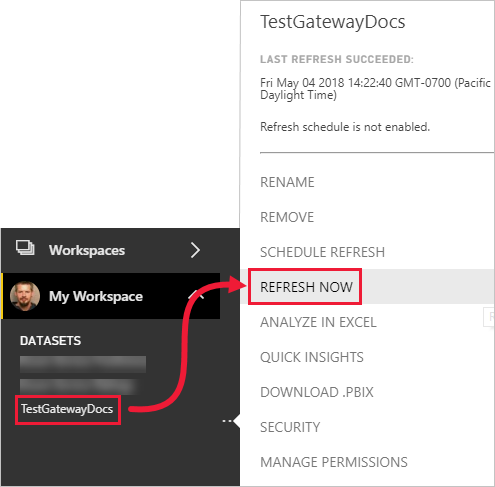 TestGatewayDocs
LAST REFRESH SUCCEEDED:
Fri May 04 2018 14:22:40 GMT-0700 (Pacific
Daylight Time)
Refresh schedule is not enabled.
RENAME
REMOVE
SCHEDULE REFRESH
REFRESH NOW
ANALYZE IN EXCEL
QUICK INSIGHTS
DOWNLOAD .PBIX
SECURITY
MANAGE PERMISSIONS
Workspaces
My Workspace
DATASETS
TestGatewayDocs